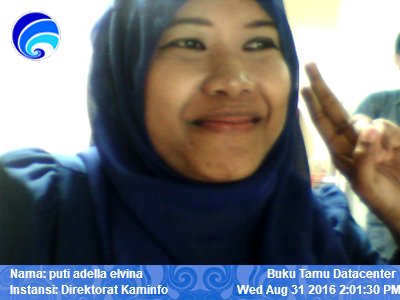 Nama: puti adella elvina Buku Tamu Datacenter
Instansi: Direktorat Kaminfo Wed Aug 31 2016 2:01:30 PM